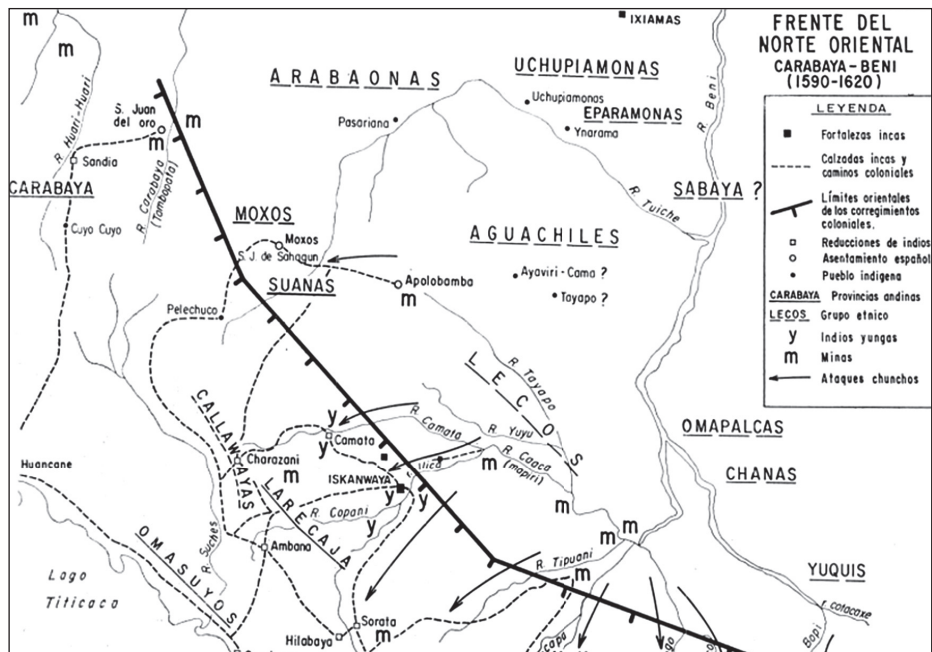 m
m
IXIAMAS
FRENTE DEL
NORTE ORIENTAL
CARABAYA-BENI
(1590-1620)
LEYENDA
Fortalezas incas
Calzadas incas y
caminos coloniales
Límites orientales
de los corregimientos
coloniales.
Reducciones de indios
Asentamiento español
Pueblo indigena
CARABAYA Provincias andinas
LECOS Grupo etnico
y Indios yungas
m Minas
Ataques chunchos
ARABAONAS
UCHUPIAMONAS
Uchupiamonas
EPARAMONAS
Ynarama
Pasariana
R. Beni
S. Juan
del oro
m
m
R. Huari-Huari
Sandia
CARABAYA
R. Carabaya
(Tambopata)
Cuyo Cuyo
SABAYA ?
R. Tuiche
MOXOS
Moxos
S. J. de Sahagun
SUANAS
AGUACHILES
Ayaviri-Cama ?
Tayapo ?
Apolobamba
m
Pelechuco
R. Tayapo
LECOS
R. Yuyu
R. Camata
R. Caaca
(mapiri)
m
OMAPALCAS
CHANAS
CALLAWAYAS
y
Camata
y
Charazani
m
ISKANWAYA
y
y
y
Huancane
LARECAJA
R. Copani
R. Suches
Ambana
OMASUYOS
m
m
R. Tipuani
m
YUQUIS
Lago
Titicaca
Sorata
Hilabaya
m
r. cotacaxe
Bopi